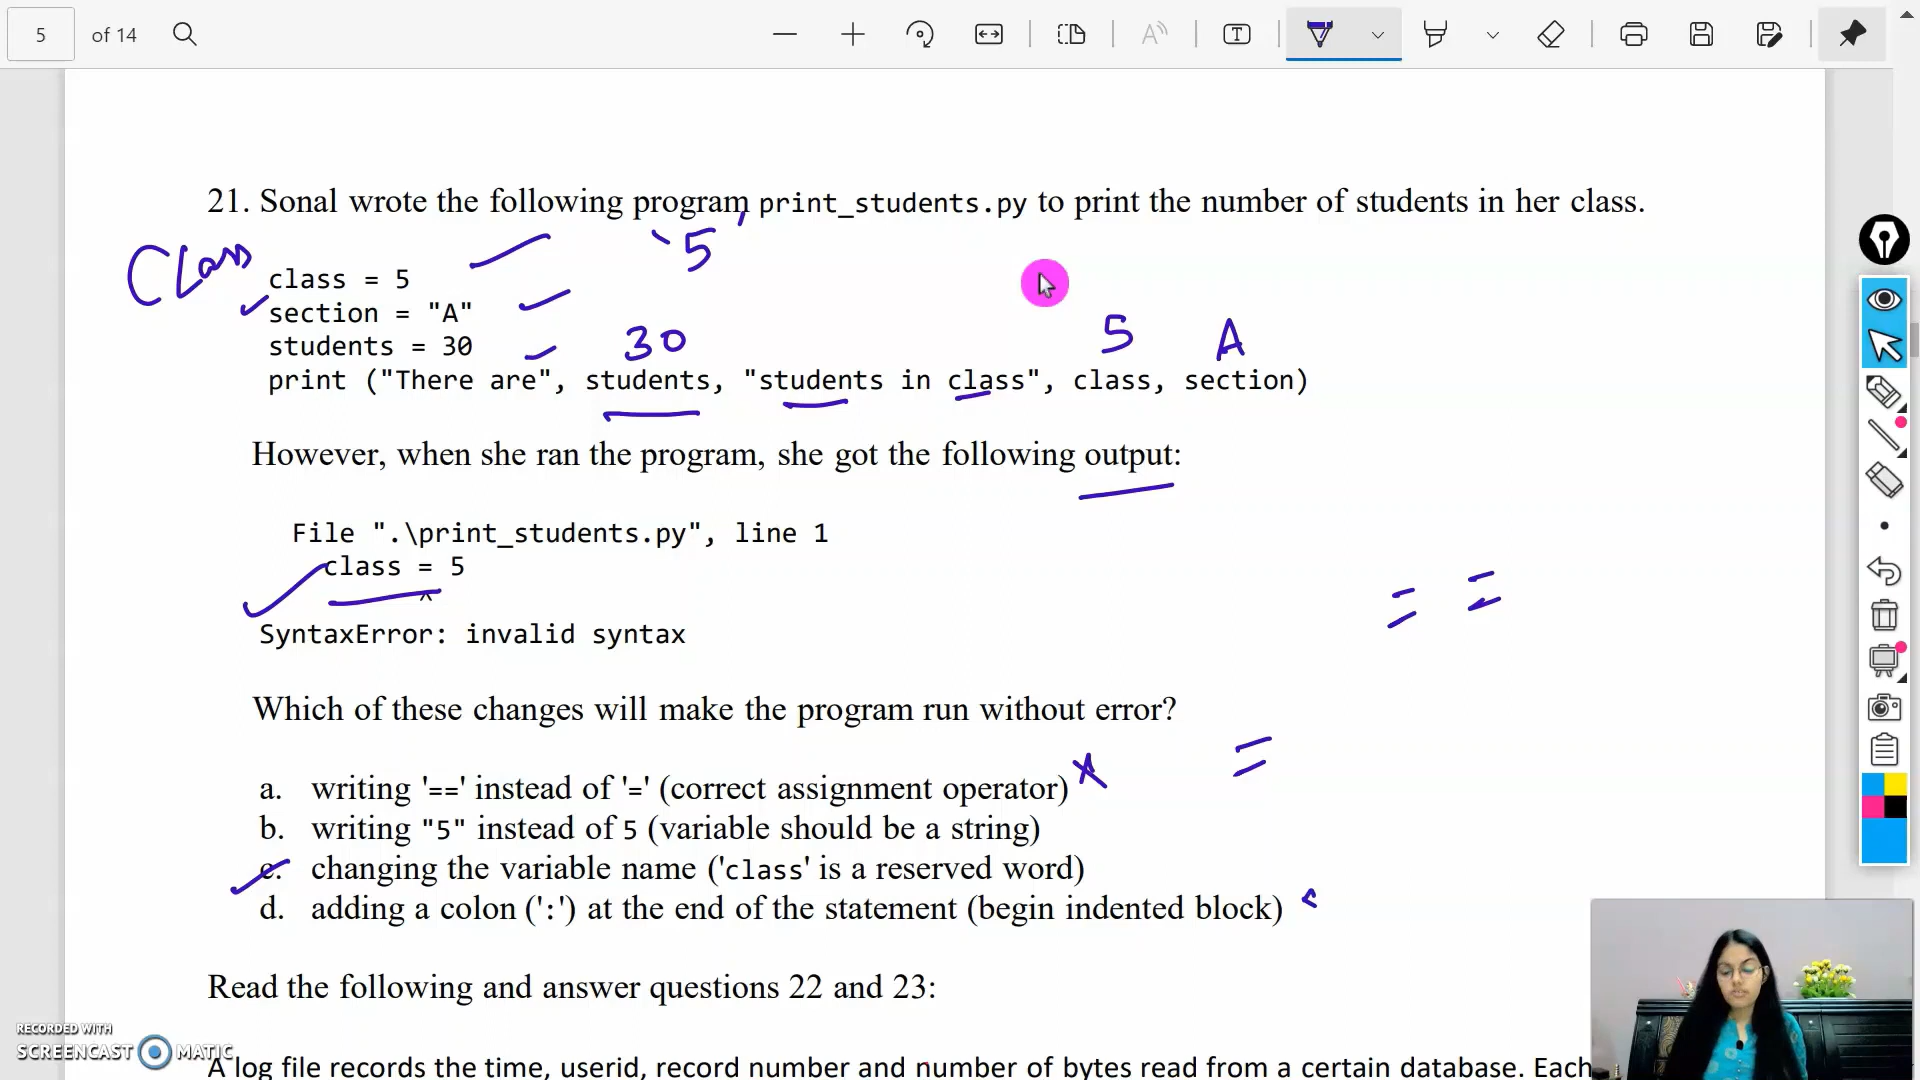 5 of 14
21. Sonal wrote the following program print_students.py to print the number of students in her class.
Class '5'
class = 5
section = "A"
students = 30
30 5 A
print ("There are", students, "students in class", class, section)
However, when she ran the program, she got the following output:
File ".\print_students.py", line 1
class = 5
^
SyntaxError: invalid syntax
= =
Which of these changes will make the program run without error?
=
a. writing '==' instead of '=' (correct assignment operator)
b. writing "5" instead of 5 (variable should be a string)
c. changing the variable name ('class' is a reserved word)
d. adding a colon (':') at the end of the statement (begin indented block)
Read the following and answer questions 22 and 23:
RECORDED WITH
SCREENCAST MATIC
A log file records the time, userid, record number and number of bytes read from a certain database. Each